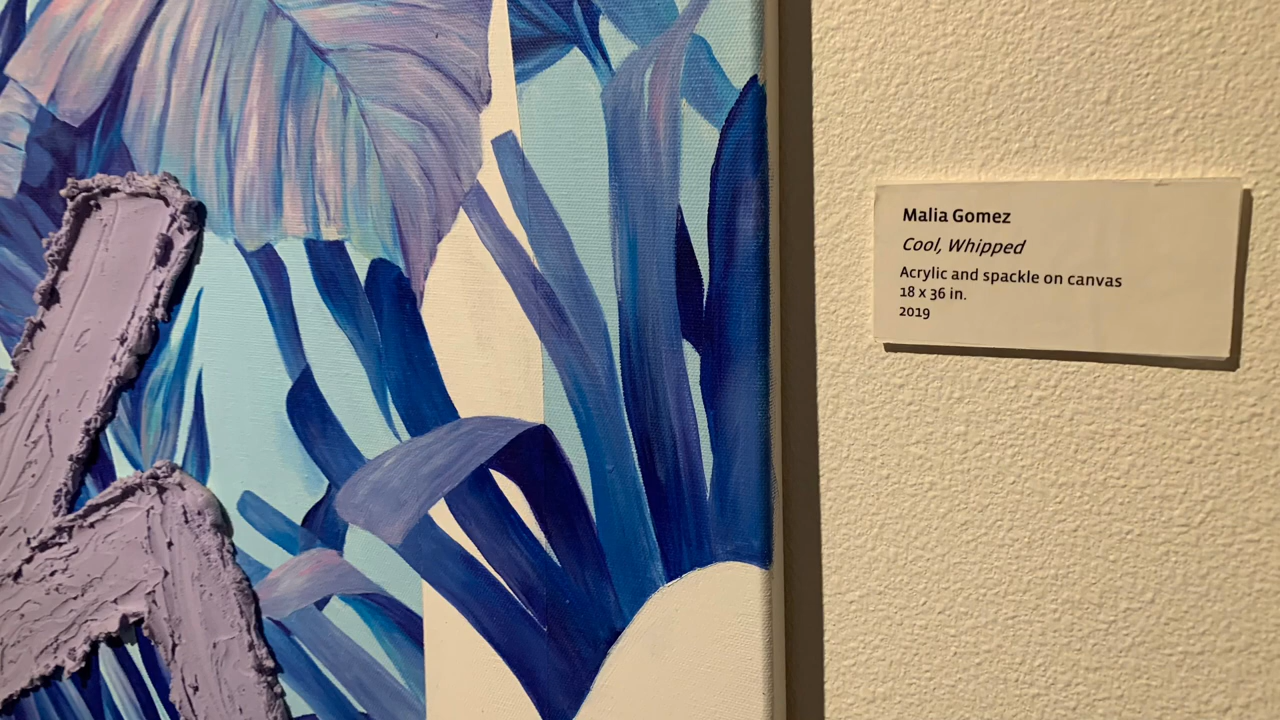 Malia Gomez
Cool, Whipped
Acrylic and spackle on canvas
18 x 36 in.
2019